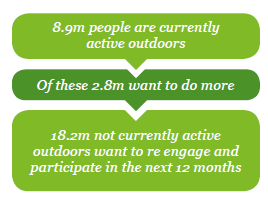 8.9m people are currently
active outdoors
Of these 2.8m want to do more
18.2m not currently active
outdoors want to re engage and
participate in the next 12 months